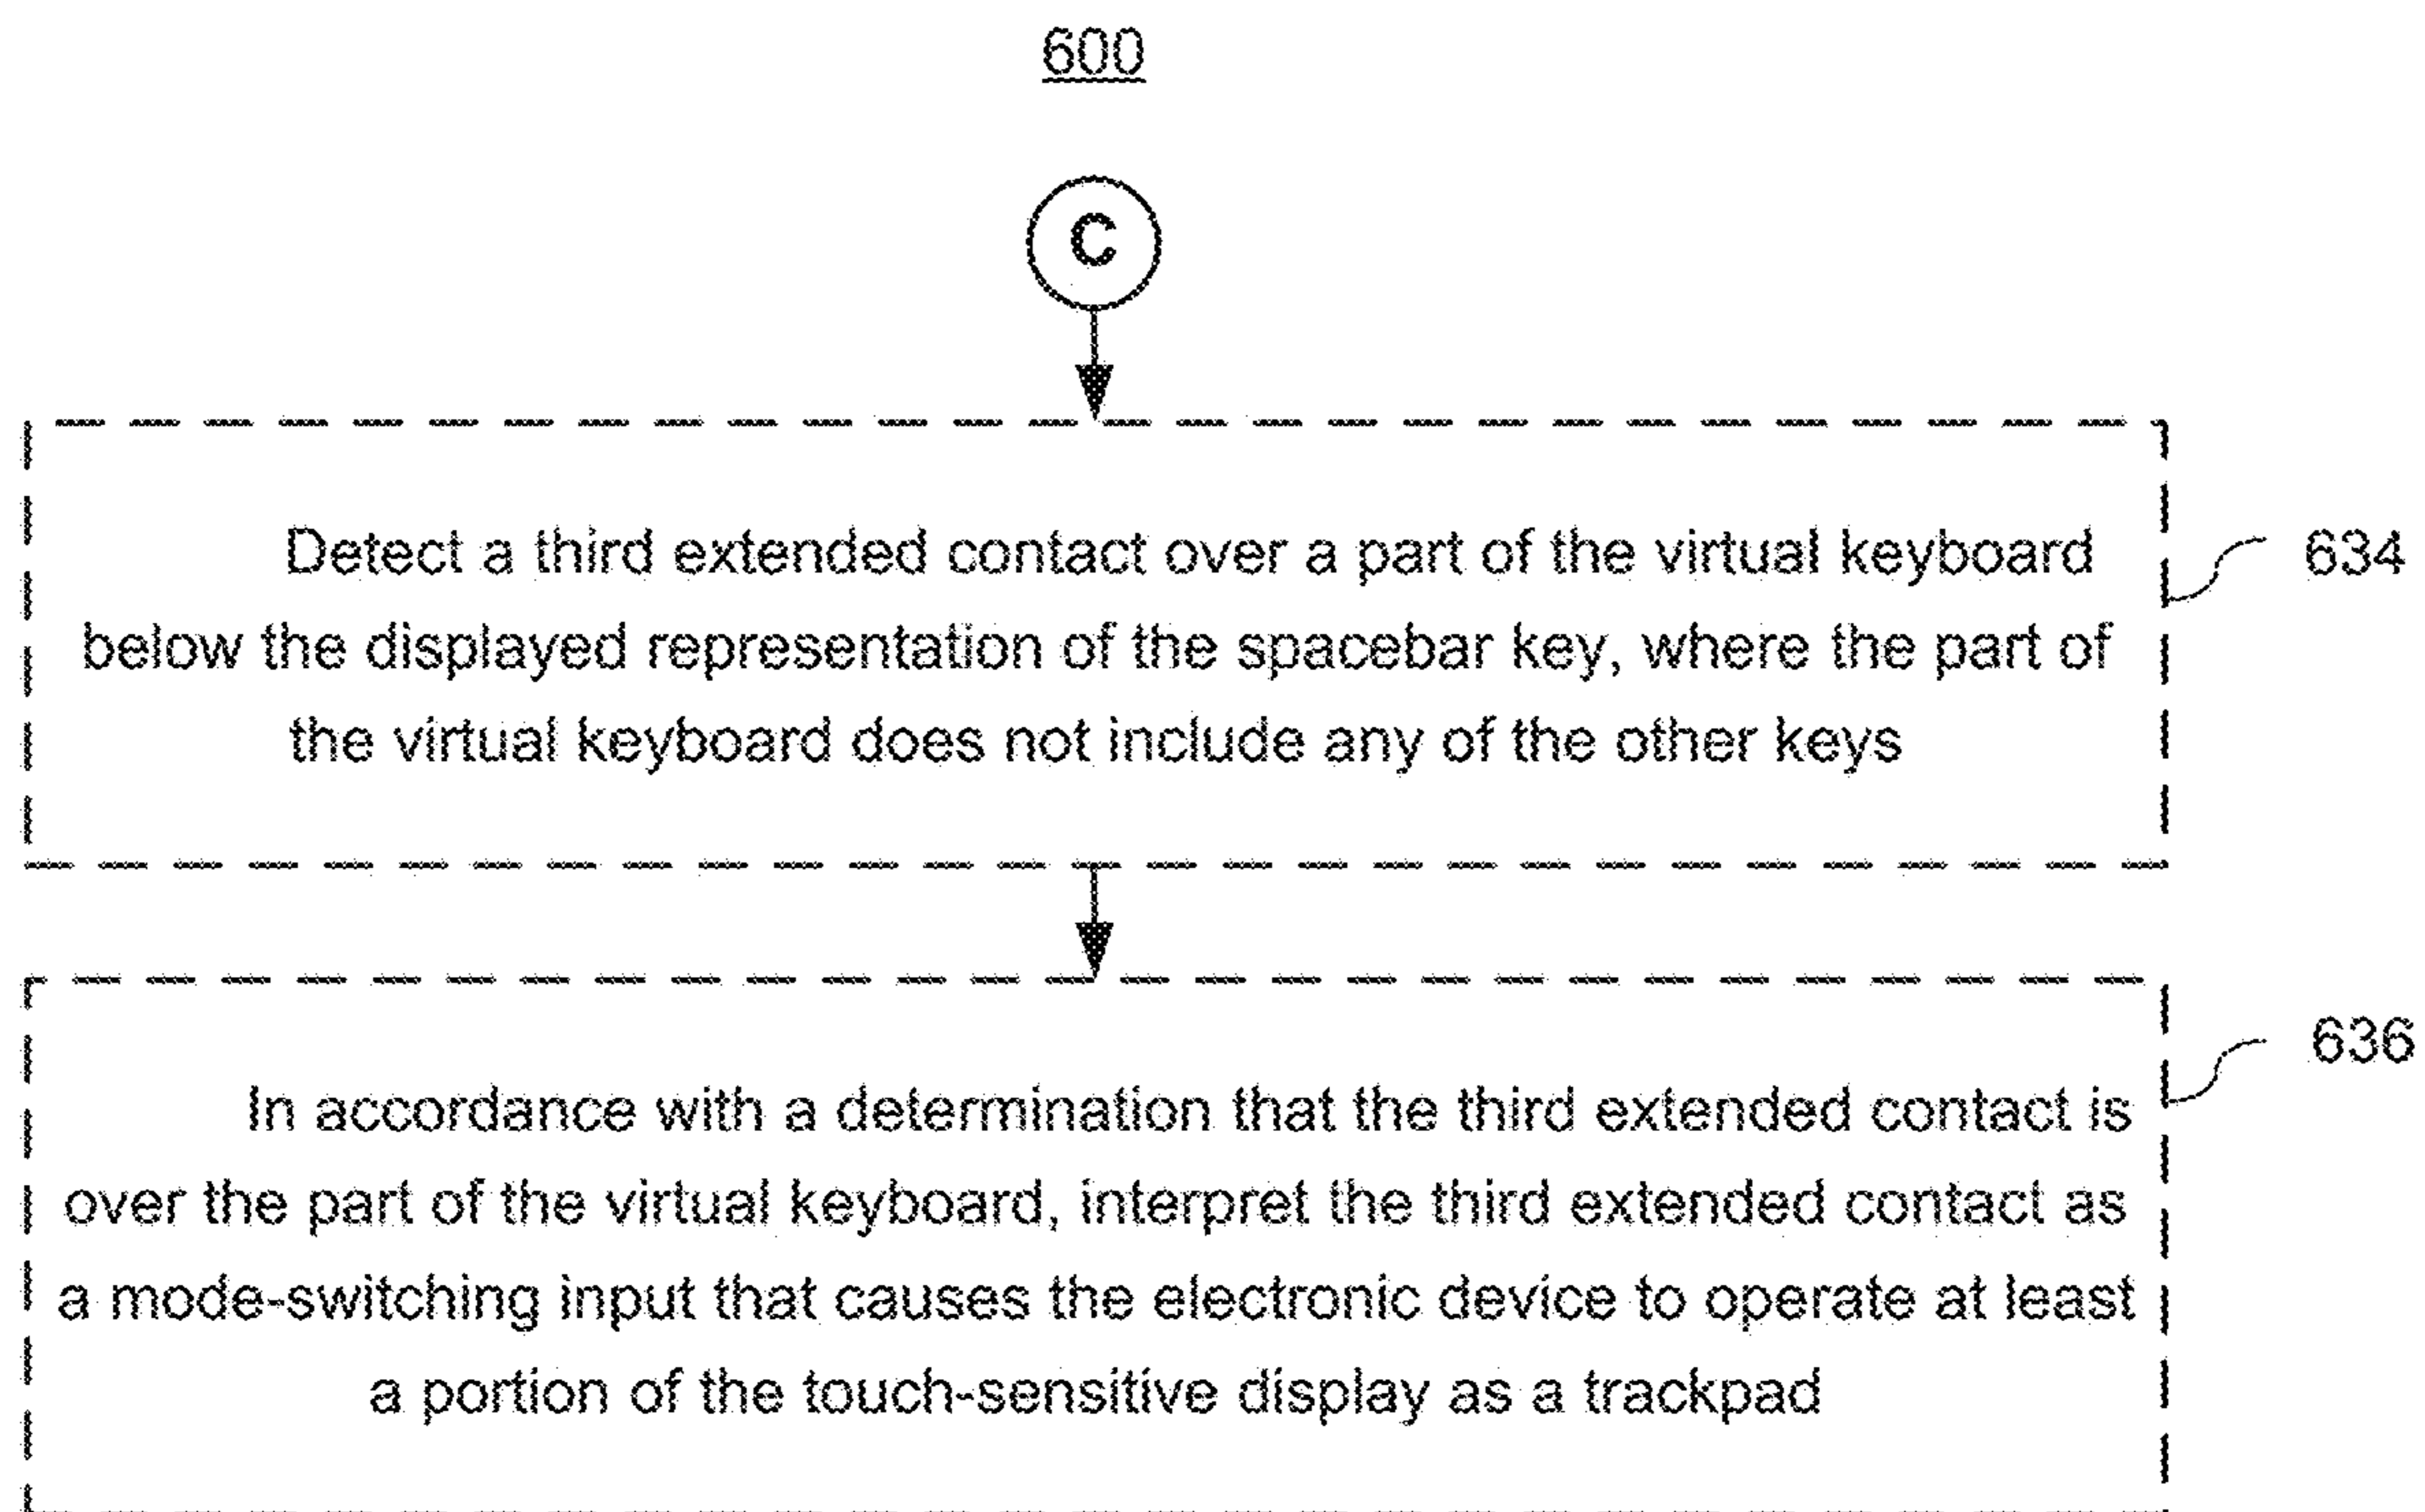 600
C
Detect a third extended contact over a part of the virtual keyboard
634
below the displayed representation of the spacebar key, where the part of
the virtual keyboard does not include any of the other keys
636
In accordance with a determination that the third extended contact is
over the part of the virtual keyboard, interpret the third extended contact as
a mode-switching input that causes the electronic device to operate at least
a portion of the touch-sensitive display as a trackpad